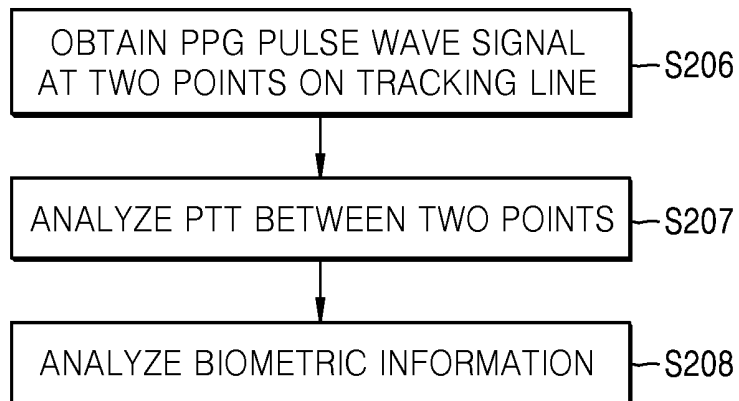 OBTAIN PPG PULSE WAVE SIGNAL
AT TWO POINTS ON TRACKING LINE
S206
ANALYZE PTT BETWEEN TWO POINTS
S207
ANALYZE BIOMETRIC INFORMATION
S208